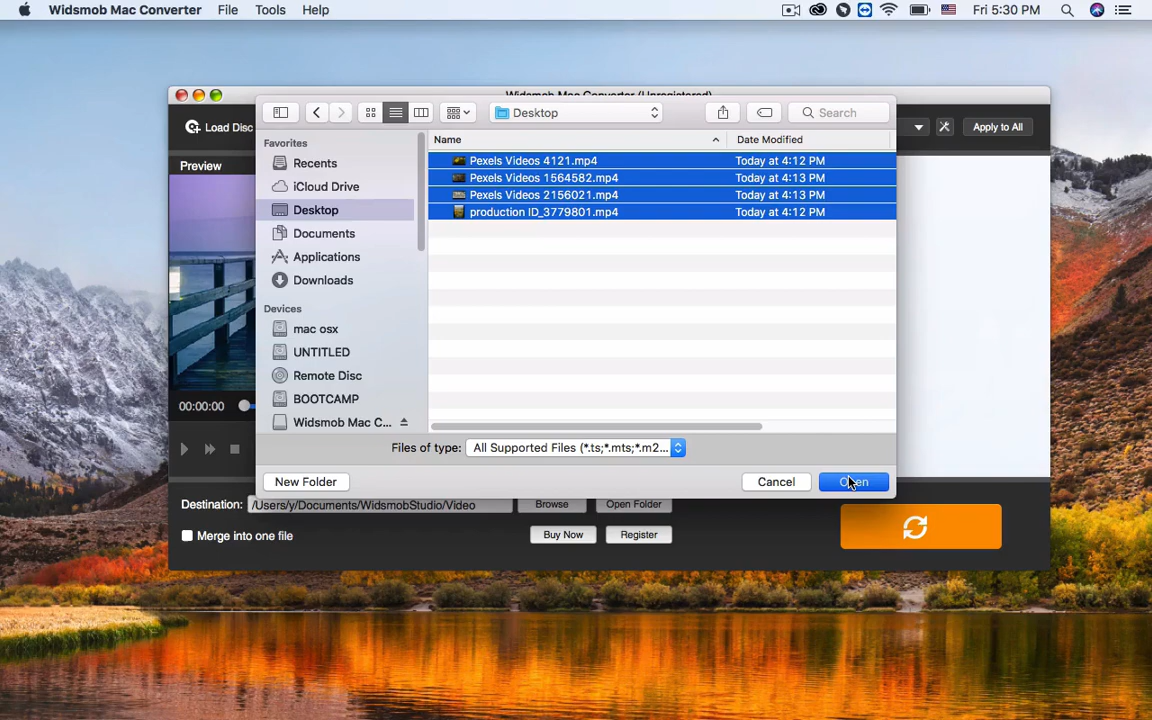 Widsmob Mac Converter File Tools Help Fri 5:30 PM
Widsmob Mac Converter (Unregistered)
Desktop Search
Load Disc Apply to All
Favorites Name Date Modified
Preview
Recents
iCloud Drive
Desktop
Documents
Applications
Downloads
Pexels Videos 4121.mp4 Today at 4:12 PM
Pexels Videos 1564582.mp4 Today at 4:13 PM
Pexels Videos 2156021.mp4 Today at 4:13 PM
production ID_3779801.mp4 Today at 4:12 PM
Devices
mac osx
UNTITLED
Remote Disc
BOOTCAMP
Widsmob Mac C...
00:00:00
Files of type: All Supported Files (*.ts;*.mts;*.m2...
New Folder Cancel Open
Destination: /Users/y/Documents/WidsmobStudio/Video Browse Open Folder
Merge into one file Buy Now Register